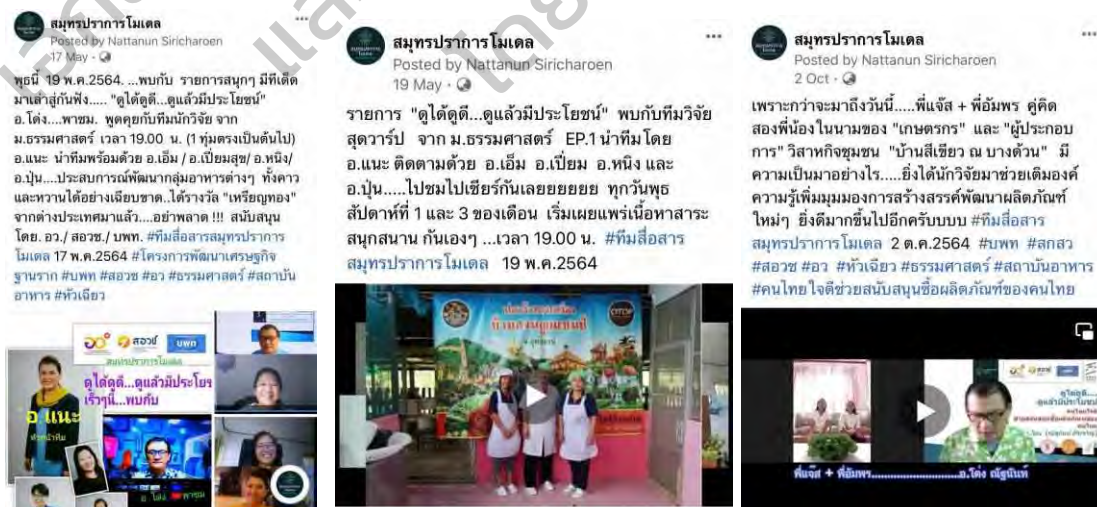 สมุทรปราการโมเดล
Posted by Nattanun Siricharoen
17 May
พุธนี้ 19 พ.ค.2564. ...พบกับ รายการสนุกๆ มีทีเด็ด
มาเล่าสู่กันฟัง..... "ดูได้ดูดี...ดูแล้วมีประโยชน์"
อ.โด่ง....พาชม. พูดคุยกับทีมนักวิจัย จาก
ม.ธรรมศาสตร์ เวลา 19.00 น. (1 ทุ่มตรงเป็นต้นไป)
อ.แนะ นำทีมพร้อมด้วย อ.เอ็ม / อ.เปี่ยมสุข/ อ.หนิง/
อ.ปุ่น....ประสบการณ์พัฒนากลุ่มอาหารต่างๆ ทั้งคาว
และหวานได้อย่างเฉียบขาด..ได้รางวัล "เหรียญทอง"
จากต่างประเทศมาแล้ว....อย่าพลาด !!! สนับสนุน
โดย. อว./ สอวช./ บพท. #ทีมสื่อสารสมุทรปราการ
โมเดล 17 พ.ค.2564 #โครงการพัฒนาเศรษฐกิจ
ฐานราก #บพท #สอวช #อว #ธรรมศาสตร์ #สถาบัน
อาหาร #หัวเฉียว
สอวช บพท
สมุทรปราการโมเดล
ดูได้ดูดี...ดูแล้วมีประโยช
เร็วๆนี้...พบกับ
อ.แนะ
หัวหน้าทีม
อ. โด่ง พาชม
สมุทรปราการโมเดล
Posted by Nattanun Siricharoen
19 May
รายการ "ดูได้ดูดี...ดูแล้วมีประโยชน์" พบกับทีมวิจัย
สุดวาร์ป จาก ม.ธรรมศาสตร์ EP.1 นำทีมโดย
อ.แนะ ติดตามด้วย อ.เอ็ม อ.เปี่ยม อ.หนิง และ
อ.ปุ่น.....ไปชมไปเชียร์กันเลยยยยยย ทุกวันพุธ
สัปดาห์ที่ 1 และ 3 ของเดือน เริ่มเผยแพร่เนื้อหาสาระ
สนุกสนาน กันเองๆ ...เวลา 19.00 น. #ทีมสื่อสาร
สมุทรปราการโมเดล 19 พ.ค.2564
OTOP
สมุทรปราการโมเดล
Posted by Nattanun Siricharoen
2 Oct
เพราะกว่าจะมาถึงวันนี้.....พี่แจ๊ส + พี่อัมพร คู่คิด
สองพี่น้องในนามของ "เกษตรกร" และ "ผู้ประกอบ
การ" วิสาหกิจชุมชน "บ้านสีเขียว ณ บางด้วน" มี
ความเป็นมาอย่างไร.....ยิ่งได้นักวิจัยมาช่วยเติมองค์
ความรู้เพิ่มมุมมองการสร้างสรรค์พัฒนาผลิตภัณฑ์
ใหม่ๆ ยิ่งดีมากขึ้นไปอีกครับบบบ #ทีมสื่อสาร
สมุทรปราการโมเดล 2 ต.ค.2564 #บพท #สกสว
#สอวช #อว #หัวเฉียว #ธรรมศาสตร์ #สถาบันอาหาร
#คนไทยใจดีช่วยสนับสนุนซื้อผลิตภัณฑ์ของคนไทย
ดูได้ดูดี...
พี่แจ๊ส + พี่อัมพร............................อ.โด่ง ณัฐนันท์